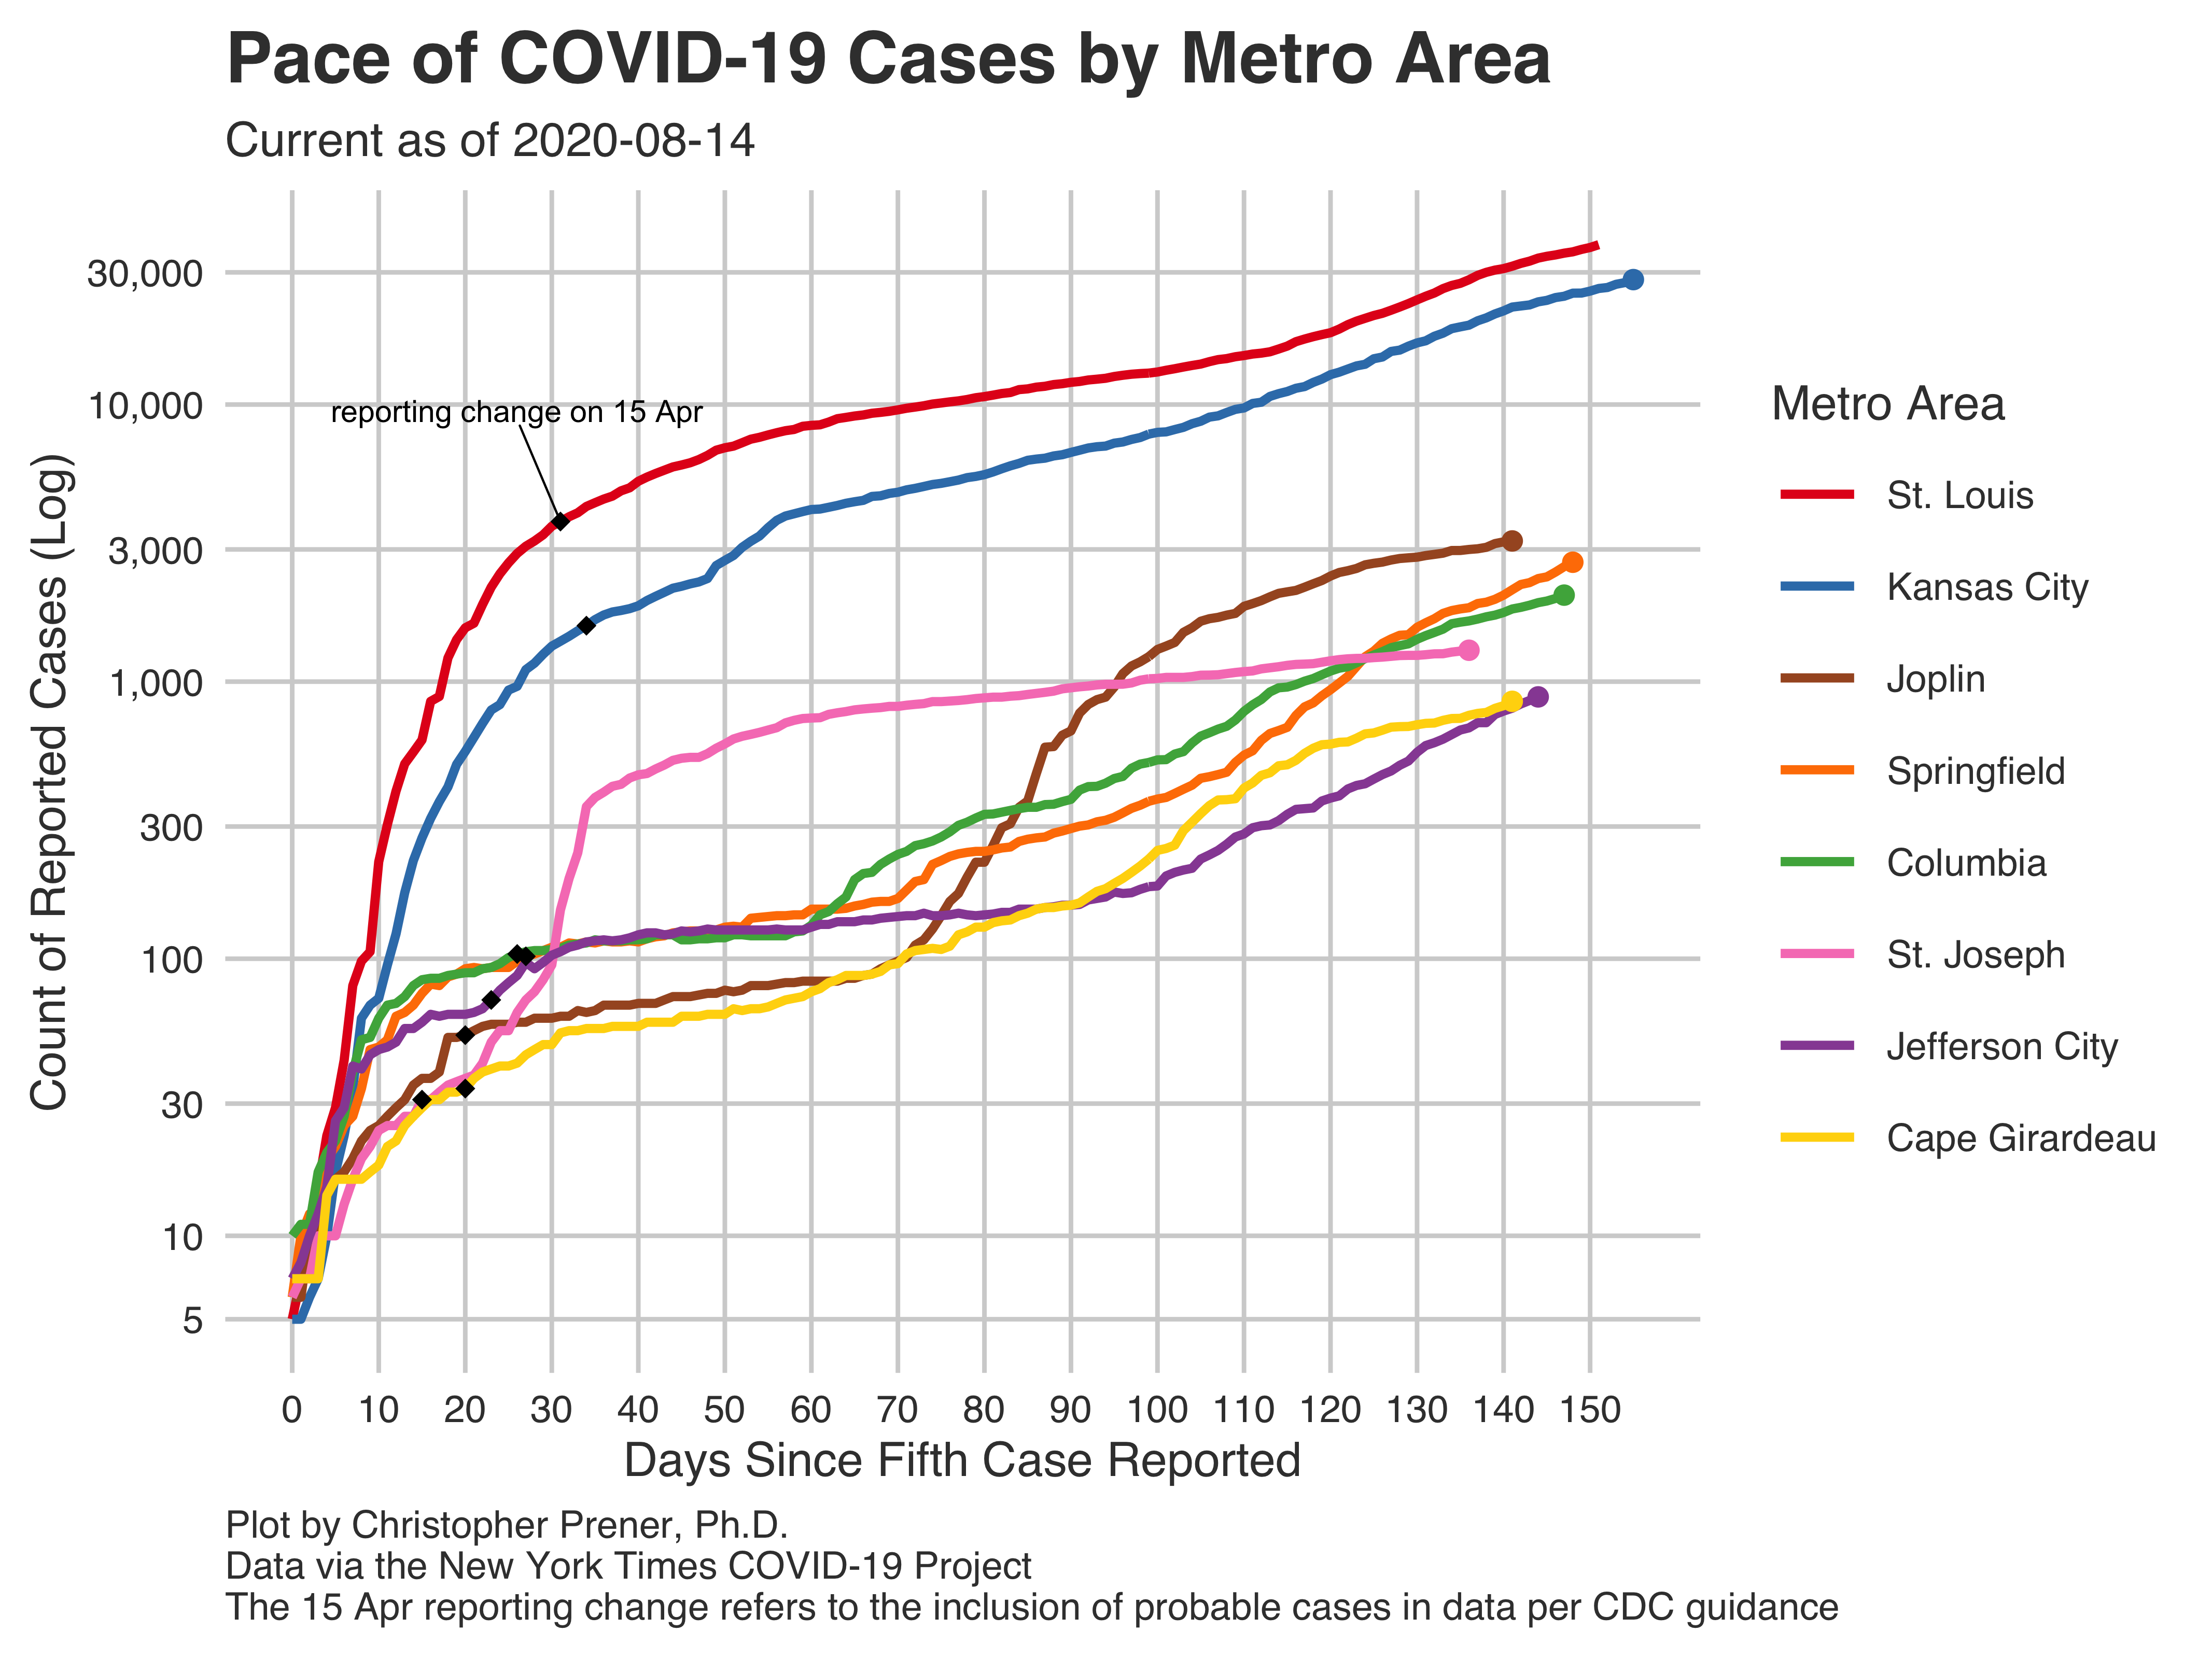 Pace of COVID-19 Cases by Metro Area
Current as of 2020-08-14
30,000
10,000
3,000
1,000
300
100
30
10
5
Count of Reported Cases (Log)
reporting change on 15 Apr
0 10 20 30 40 50 60 70 80 90 100 110 120 130 140 150
Days Since Fifth Case Reported
Metro Area
St. Louis
Kansas City
Joplin
Springfield
Columbia
St. Joseph
Jefferson City
Cape Girardeau
Plot by Christopher Prener, Ph.D.
Data via the New York Times COVID-19 Project
The 15 Apr reporting change refers to the inclusion of probable cases in data per CDC guidance